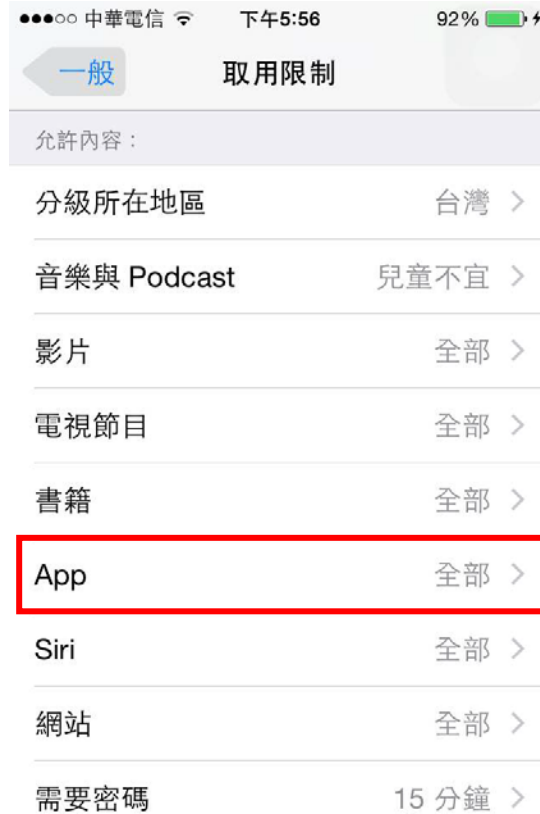 中華電信 下午5:56 92%
一般 取用限制
允許內容：
分級所在地區 台灣
音樂與 Podcast 兒童不宜
影片 全部
電視節目 全部
書籍 全部
App 全部
Siri 全部
網站 全部
需要密碼 15 分鐘